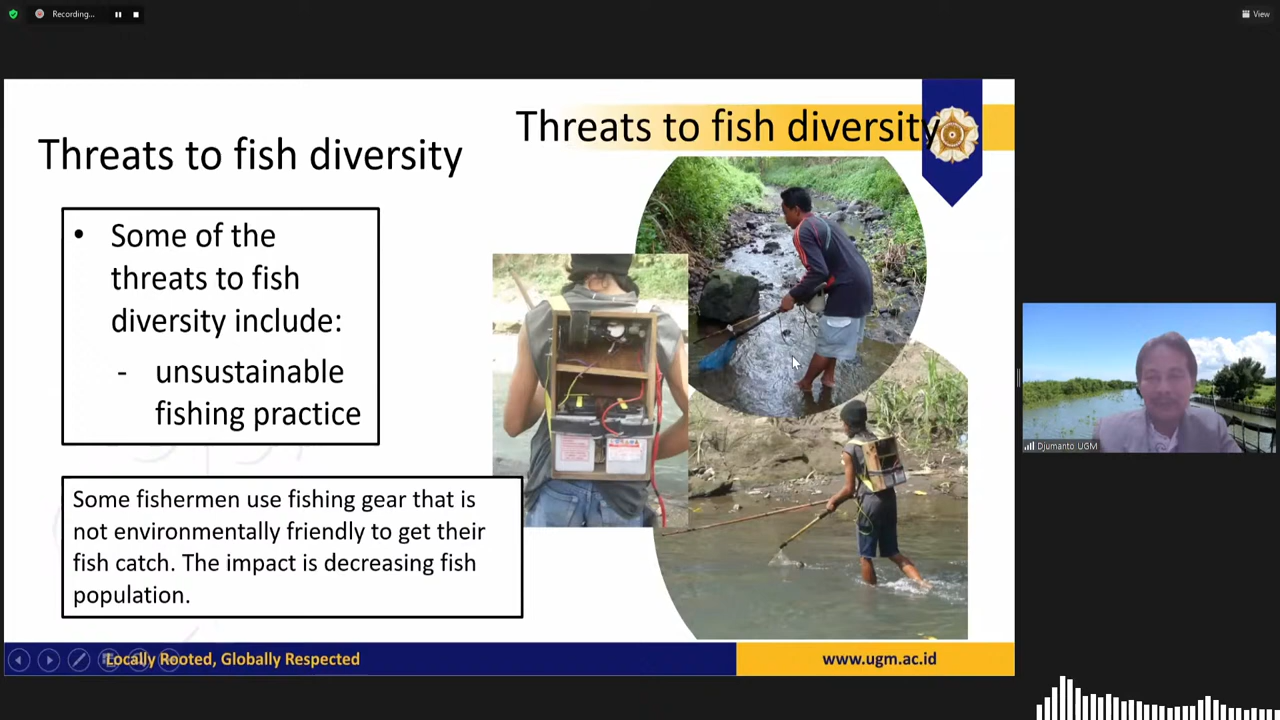 Recording...
View
Threats to fish diversity
Threats to fish diversity
• Some of the
threats to fish
diversity include:
- unsustainable
fishing practice
Some fishermen use fishing gear that is
not environmentally friendly to get their
fish catch. The impact is decreasing fish
population.
Djumanto UGM
Locally Rooted, Globally Respected
www.ugm.ac.id